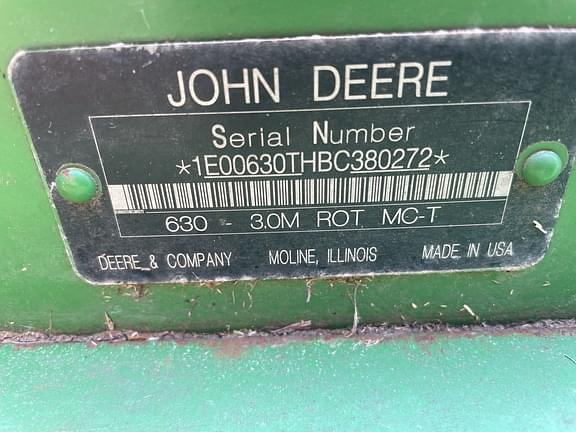 JOHN DEERE
Serial Number
*1E00630THBC380272*
630 - 3.0M ROT MC-T
DEERE & COMPANY MOLINE, ILLINOIS MADE IN USA